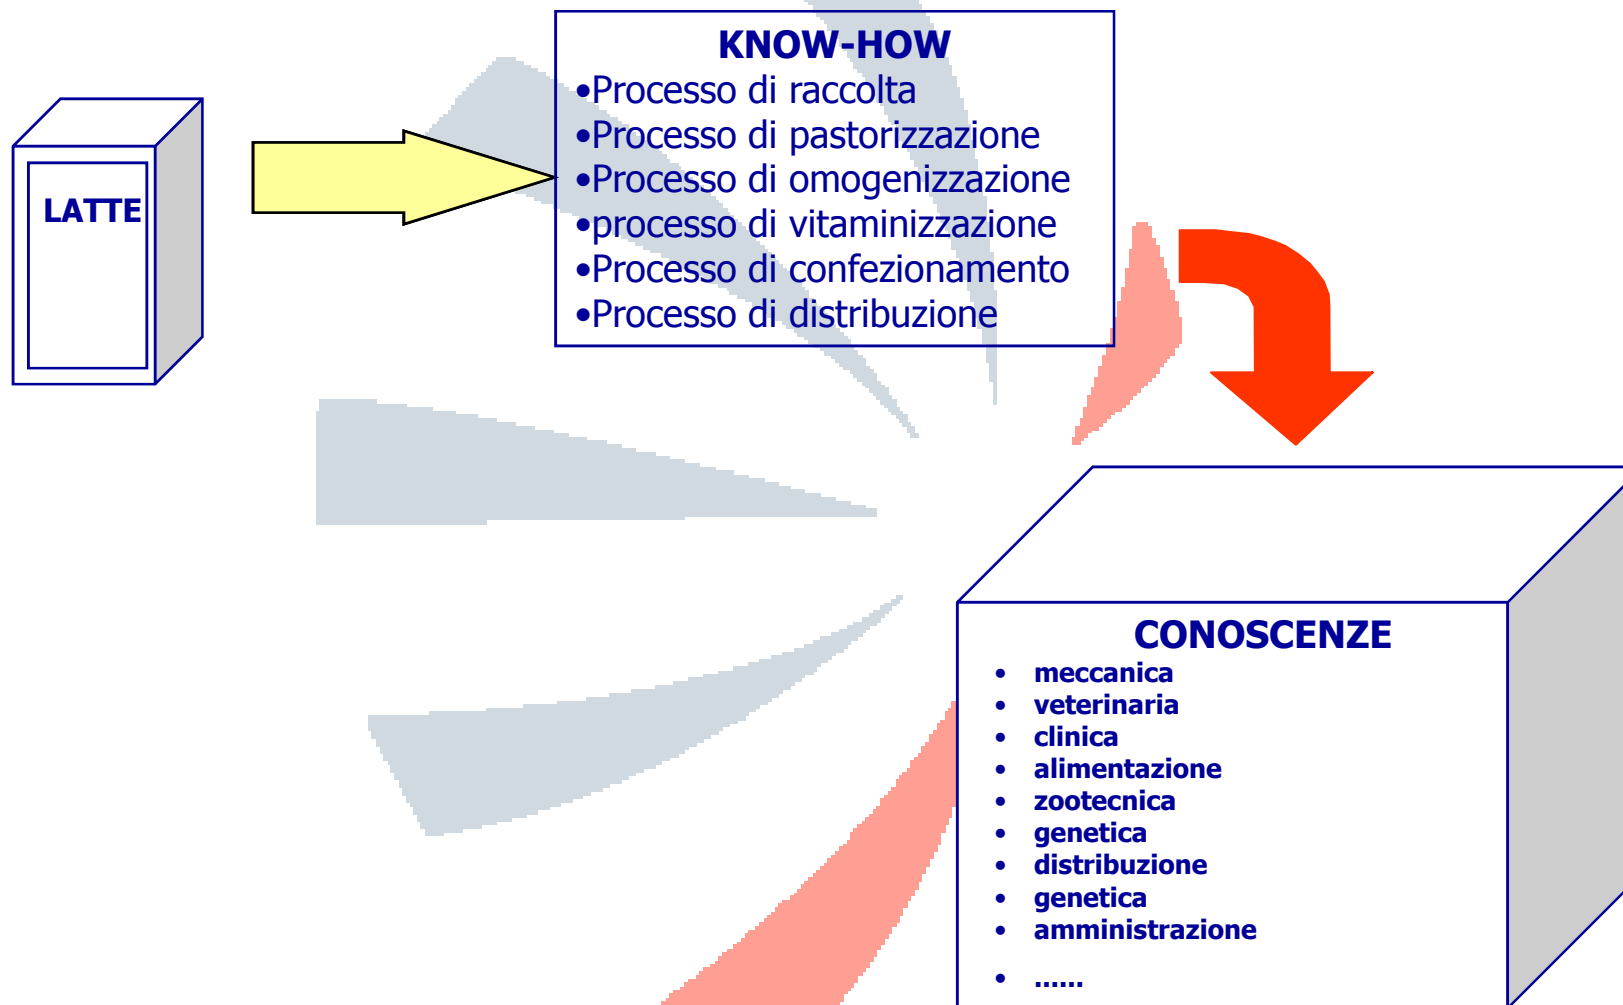 LATTE
KNOW-HOW
•Processo di raccolta
•Processo di pastorizzazione
•Processo di omogenizzazione
•processo di vitaminizzazione
•Processo di confezionamento
•Processo di distribuzione
CONOSCENZE
• meccanica
• veterinaria
• clinica
• alimentazione
• zootecnica
• genetica
• distribuzione
• genetica
• amministrazione
• ......